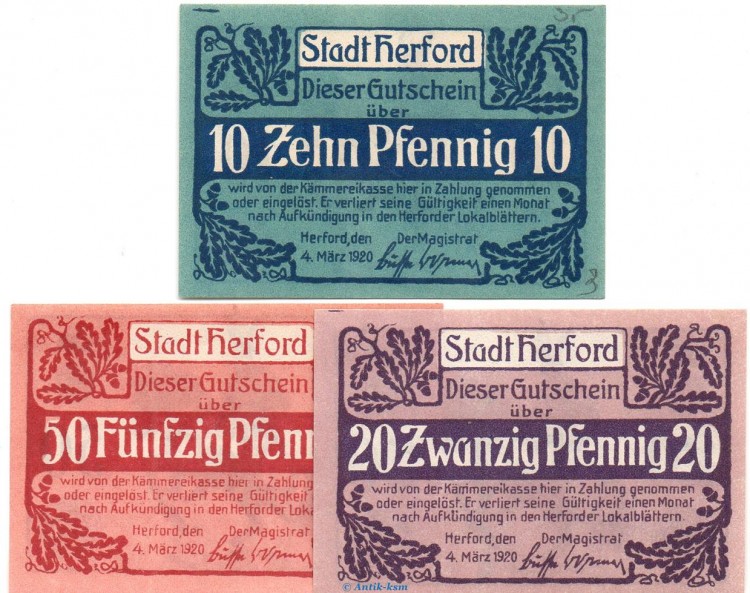 Stadt Herford
Dieser Gutschein
über
10 Zehn Pfennig 10
wird von der Kämmereikasse hier in Zahlung genommen
oder eingelöst. Er verliert seine Gültigkeit einen Monat
nach Aufkündigung in den Herforder Lokalblättern.
Herford, den Der Magistrat
4. März 1920
3
Stadt Herford
Dieser Gutschein
über
50 Fünfzig Pfenn
wird von der Kämmereikasse hier in Zahlung
oder eingelöst. Er verliert seine Gültigkeit
nach Aufkündigung in den Herforder Lokal
Herford, den Der Magistrat
4. März 1920
Stadt Herford
Dieser Gutschein
über
20 Zwanzig Pfennig 20
wird von der Kämmereikasse hier in Zahlung genommen
oder eingelöst. Er verliert seine Gültigkeit einen Monat
nach Aufkündigung in den Herforder Lokalblättern.
Herford, den Der Magistrat
4. März 1920
© Antik-ksm